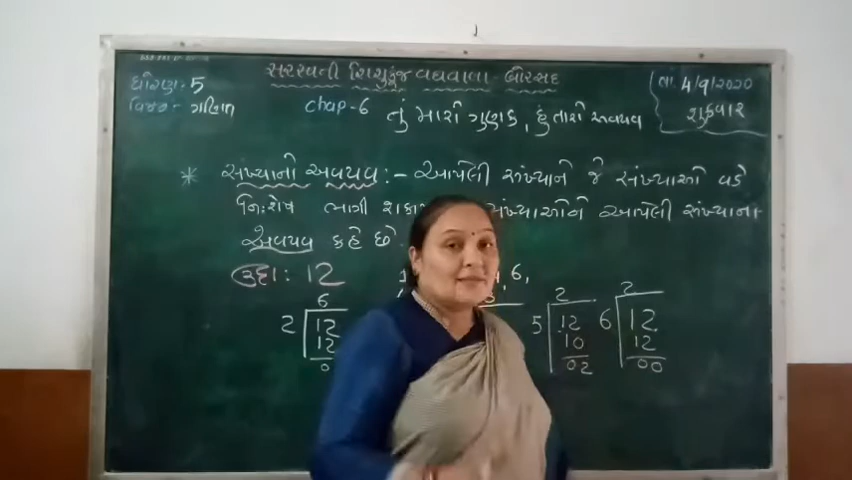 સરસ્વતી શિશુકુંજ વઘવાલા - બોરસદ
ધોરણ - 5
વિષય - ગણિત
તા. 4/9/2020
શુક્રવાર
chap - 6 તું મારો ગુણક, હું તારો અવયવ
* સંખ્યાનો અવયવ :- આપેલી સંખ્યાને જે સંખ્યાઓ વડે
નિઃશેષ ભાગી સંખ્યાઓને આપેલી સંખ્યાના
અવયવ કહે છે.
ઉદા : 12 , 6,
6
2 12
12
0
2
5 12
10
02
2
6 12
12
00